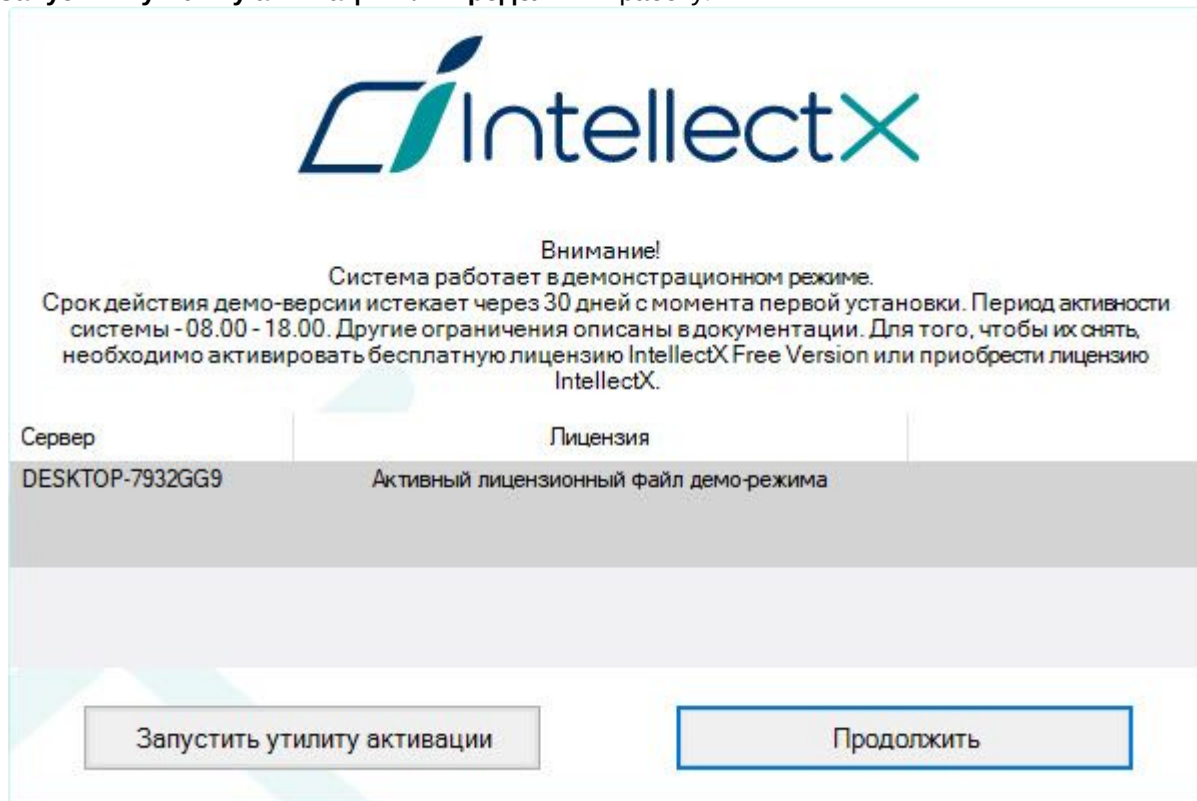 IntellectX
Внимание!
Система работает в демонстрационном режиме.
Срок действия демо-версии истекает через 30 дней с момента первой установки. Период активности
системы - 08.00 - 18.00. Другие ограничения описаны в документации. Для того, чтобы их снять,
необходимо активировать бесплатную лицензию IntellectX Free Version или приобрести лицензию
IntellectX.
Сервер Лицензия
DESKTOP-7932GG9 Активный лицензионный файл демо-режима
Запустить утилиту активации Продолжить